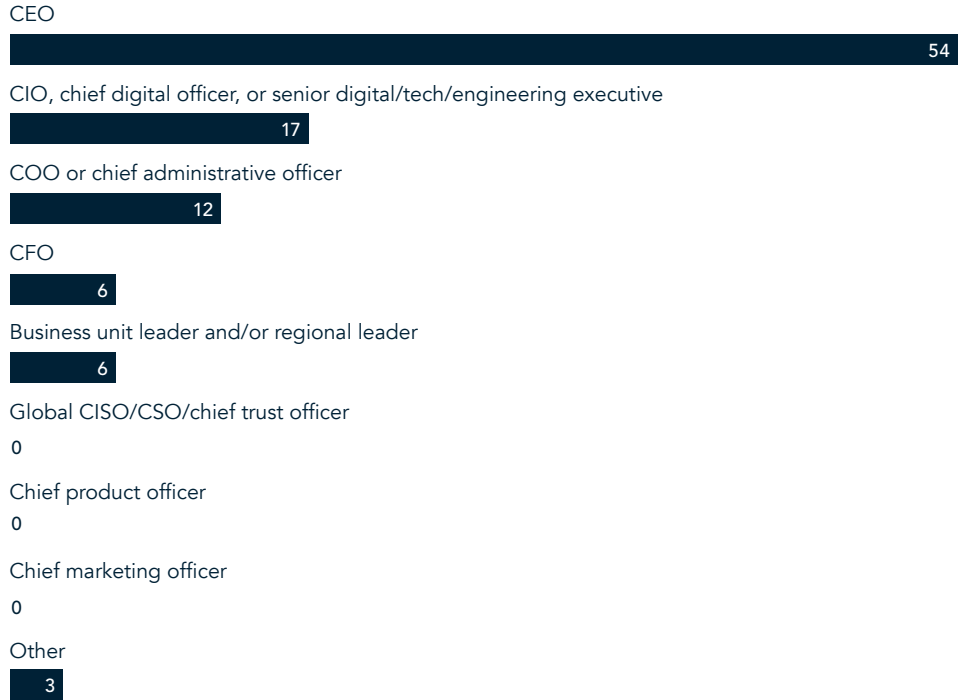 CEO
54
CIO, chief digital officer, or senior digital/tech/engineering executive
17
COO or chief administrative officer
12
CFO
6
Business unit leader and/or regional leader
6
Global CISO/CSO/chief trust officer
0
Chief product officer
0
Chief marketing officer
0
Other
3